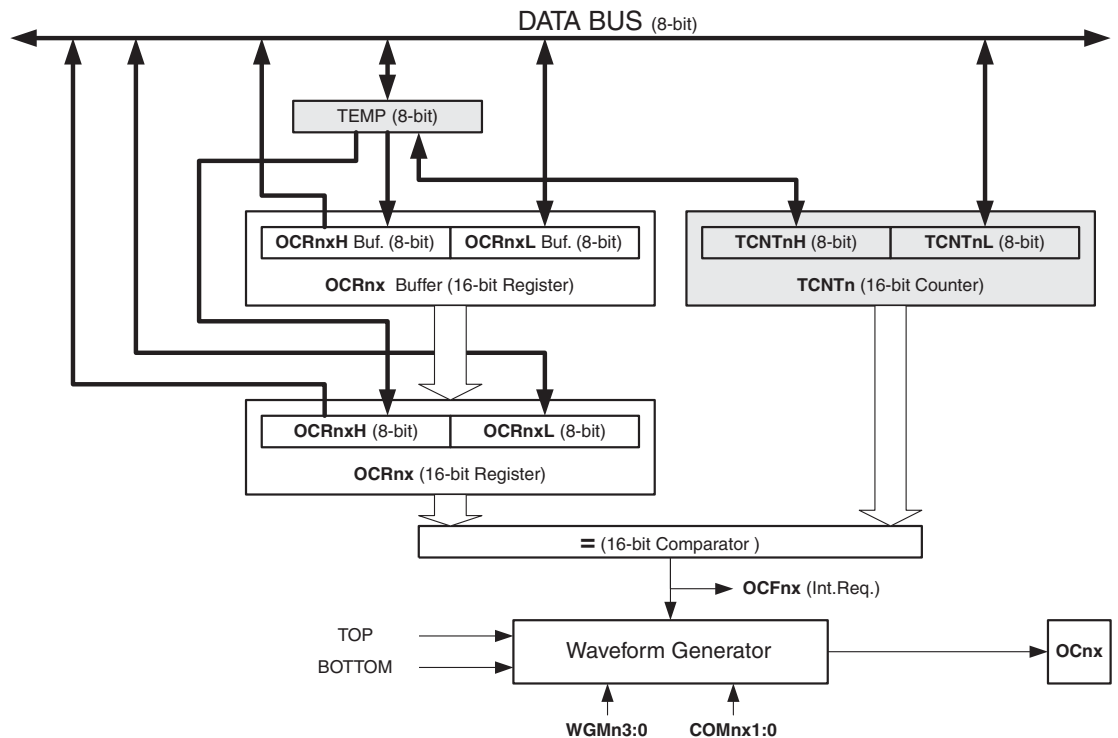 DATA BUS (8-bit)
TEMP (8-bit)
OCRnxH Buf. (8-bit)
OCRnxL Buf. (8-bit)
OCRnx Buffer (16-bit Register)
TCNTnH (8-bit)
TCNTnL (8-bit)
TCNTn (16-bit Counter)
OCRnxH (8-bit)
OCRnxL (8-bit)
OCRnx (16-bit Register)
= (16-bit Comparator )
OCFnx (Int.Req.)
TOP
BOTTOM
Waveform Generator
OCnx
WGMn3:0
COMnx1:0